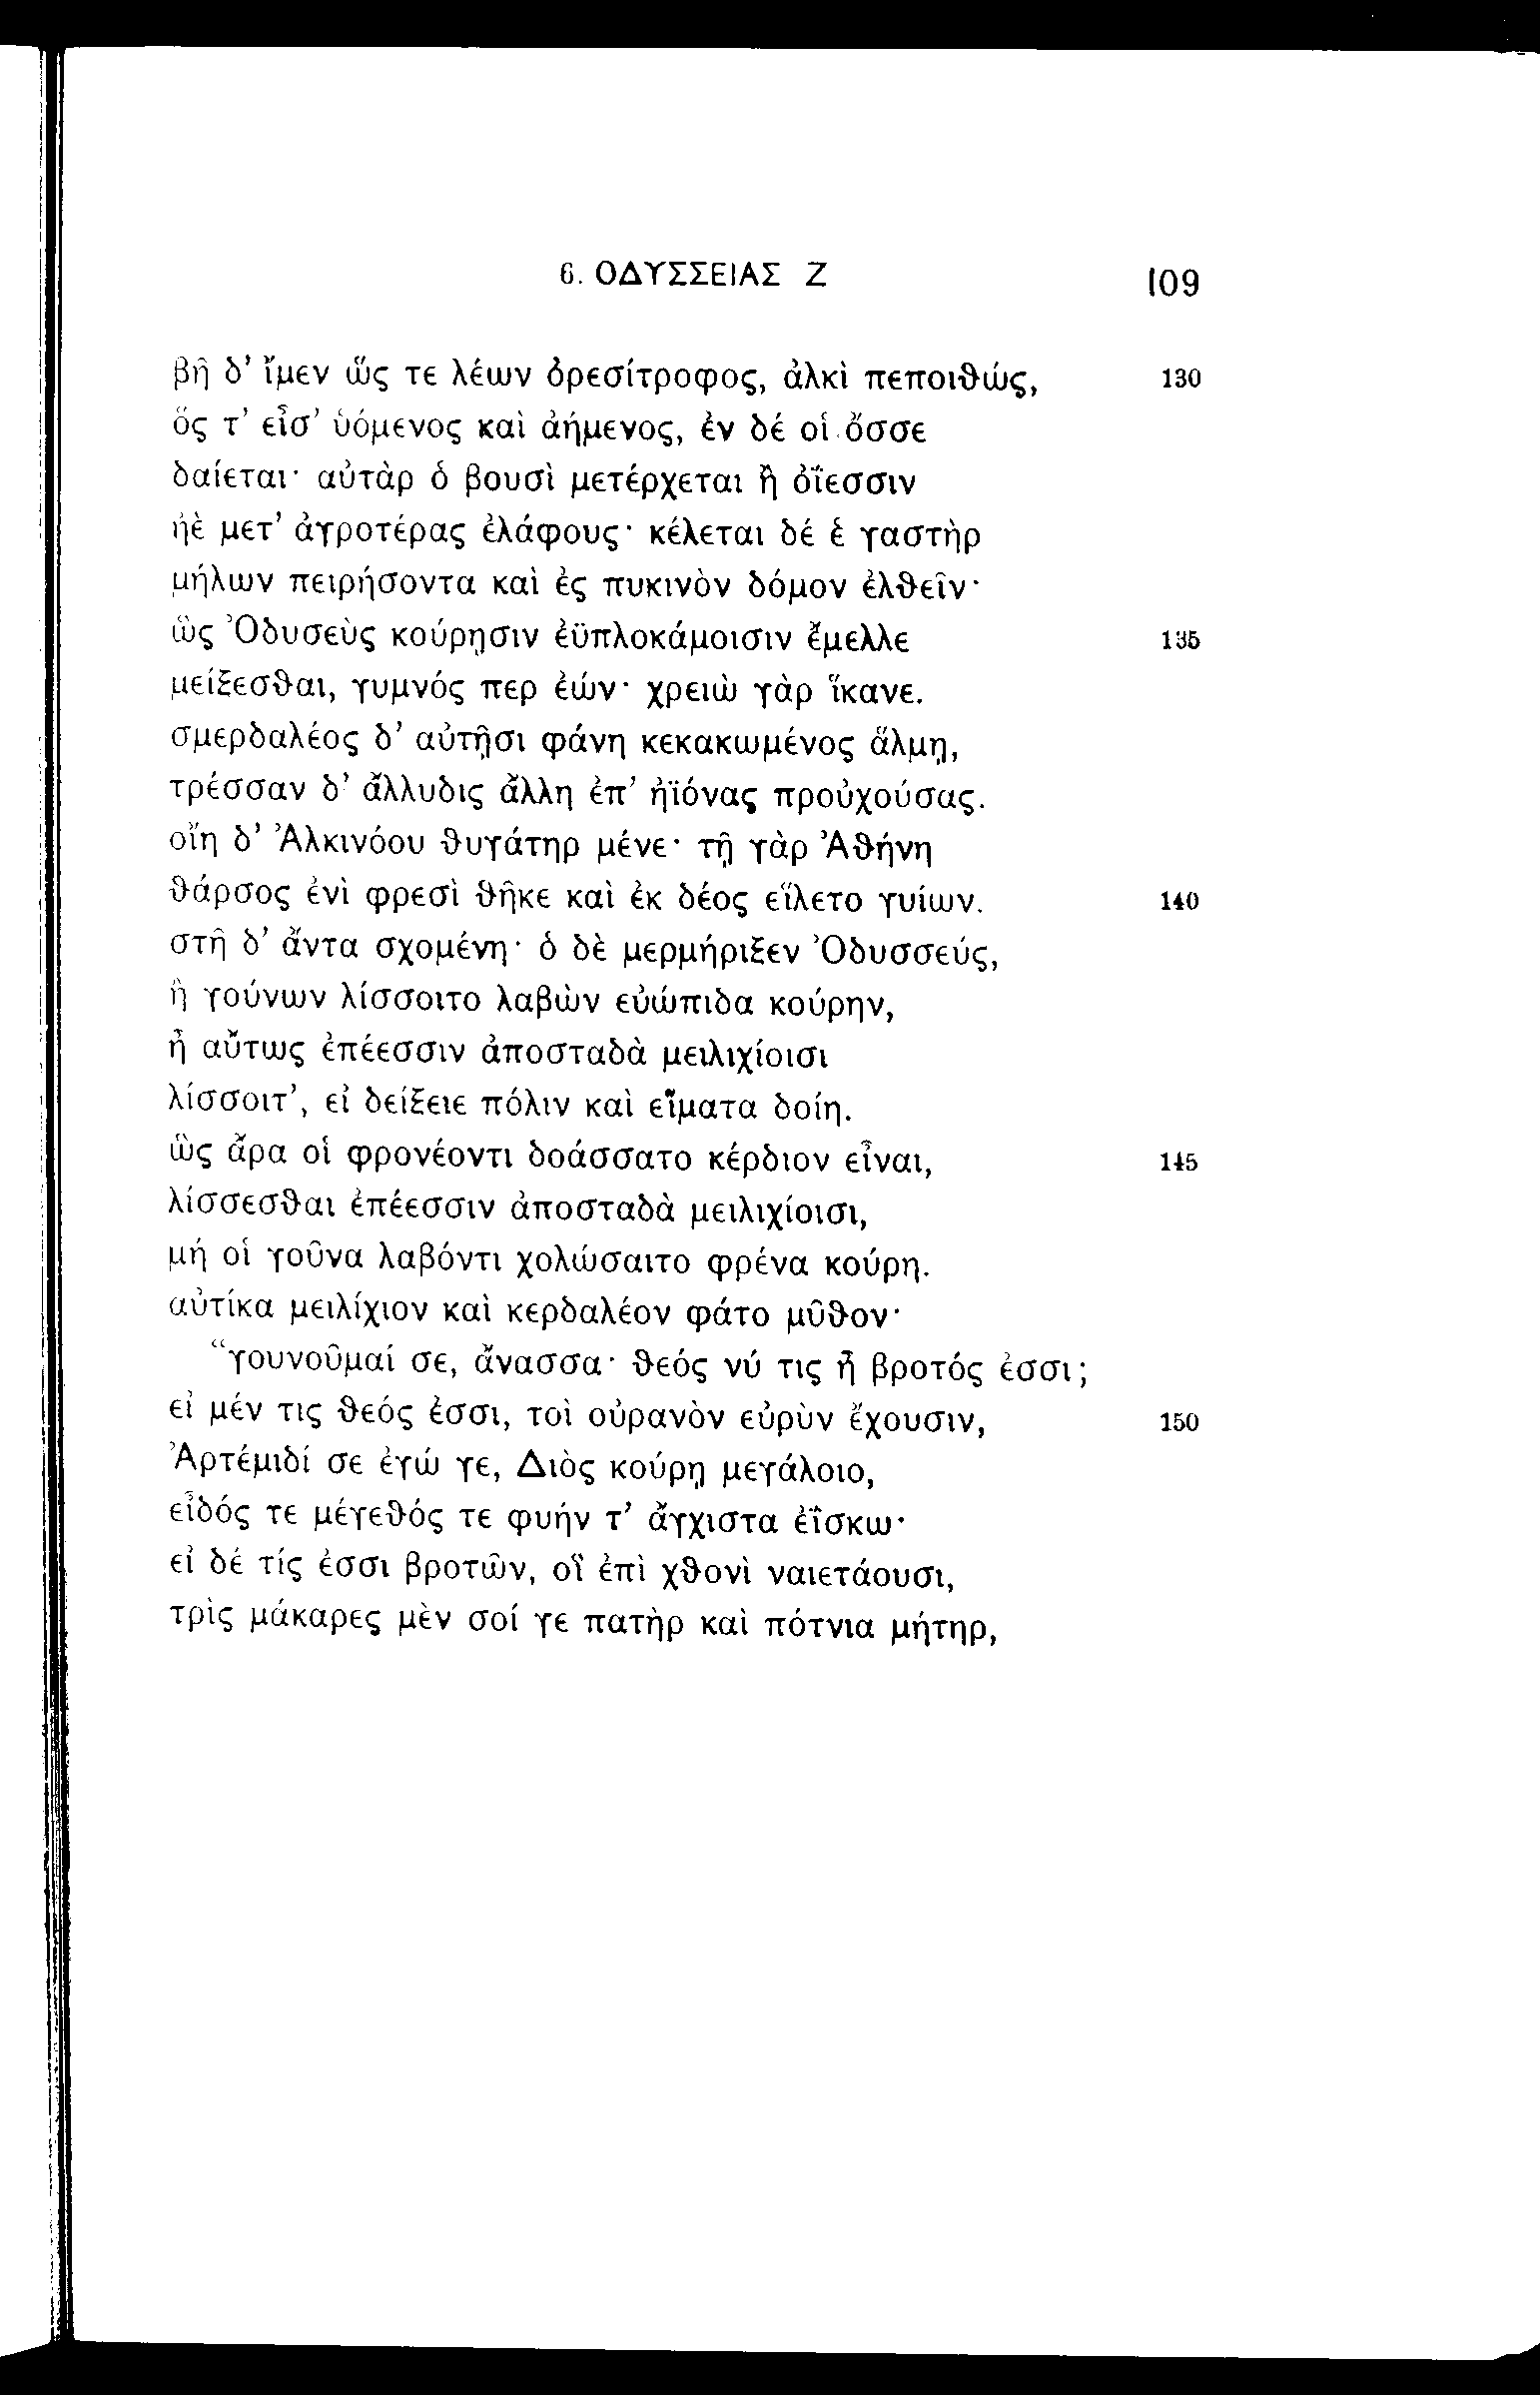 6. ΟΔΥΣΣΕΙΑΣ Ζ 109
βῆ δ’ ἴμεν ὥς τε λέων ὀρεσίτροφος, ἀλκὶ πεποιθώς, 130
ὅς τ’ εἶσ’ ὑόμενος καὶ ἀήμενος, ἐν δέ οἱ ὄσσε
δαίεται· αὐτὰρ ὁ βουσὶ μετέρχεται ἢ ὀΐεσσιν
ἠὲ μετ’ ἀγροτέρας ἐλάφους· κέλεται δέ ἑ γαστὴρ
μήλων πειρήσοντα καὶ ἐς πυκινὸν δόμον ἐλθεῖν·
ὣς Ὀδυσεὺς κούρῃσιν ἐϋπλοκάμοισιν ἔμελλε 135
μείξεσθαι, γυμνός περ ἐών· χρειὼ γὰρ ἵκανε.
σμερδαλέος δ’ αὐτῇσι φάνη κεκακωμένος ἅλμῃ,
τρέσσαν δ’ ἄλλυδις ἄλλη ἐπ’ ἠϊόνας προὐχούσας.
οἴη δ’ Ἀλκινόου θυγάτηρ μένε· τῇ γὰρ Ἀθήνη
θάρσος ἐνὶ φρεσὶ θῆκε καὶ ἐκ δέος εἵλετο γυίων. 140
στῆ δ’ ἄντα σχομένη· ὁ δὲ μερμήριξεν Ὀδυσσεύς,
ἢ γούνων λίσσοιτο λαβὼν εὐώπιδα κούρην,
ἦ αὔτως ἐπέεσσιν ἀποσταδὰ μειλιχίοισι
λίσσοιτ’, εἰ δείξειε πόλιν καὶ εἵματα δοίη.
ὣς ἄρα οἱ φρονέοντι δοάσσατο κέρδιον εἶναι, 145
λίσσεσθαι ἐπέεσσιν ἀποσταδὰ μειλιχίοισι,
μή οἱ γοῦνα λαβόντι χολώσαιτο φρένα κούρη.
αὐτίκα μειλίχιον καὶ κερδαλέον φάτο μῦθον·
“γουνοῦμαί σε, ἄνασσα· θεός νύ τις ἦ βροτός ἐσσι;
εἰ μέν τις θεός ἐσσι, τοὶ οὐρανὸν εὐρὺν ἔχουσιν, 150
Ἀρτέμιδί σε ἐγώ γε, Διὸς κούρῃ μεγάλοιο,
εἶδός τε μέγεθός τε φυήν τ’ ἄγχιστα ἐΐσκω·
εἰ δέ τίς ἐσσι βροτῶν, οἳ ἐπὶ χθονὶ ναιετάουσι,
τρὶς μάκαρες μὲν σοί γε πατὴρ καὶ πότνια μήτηρ,